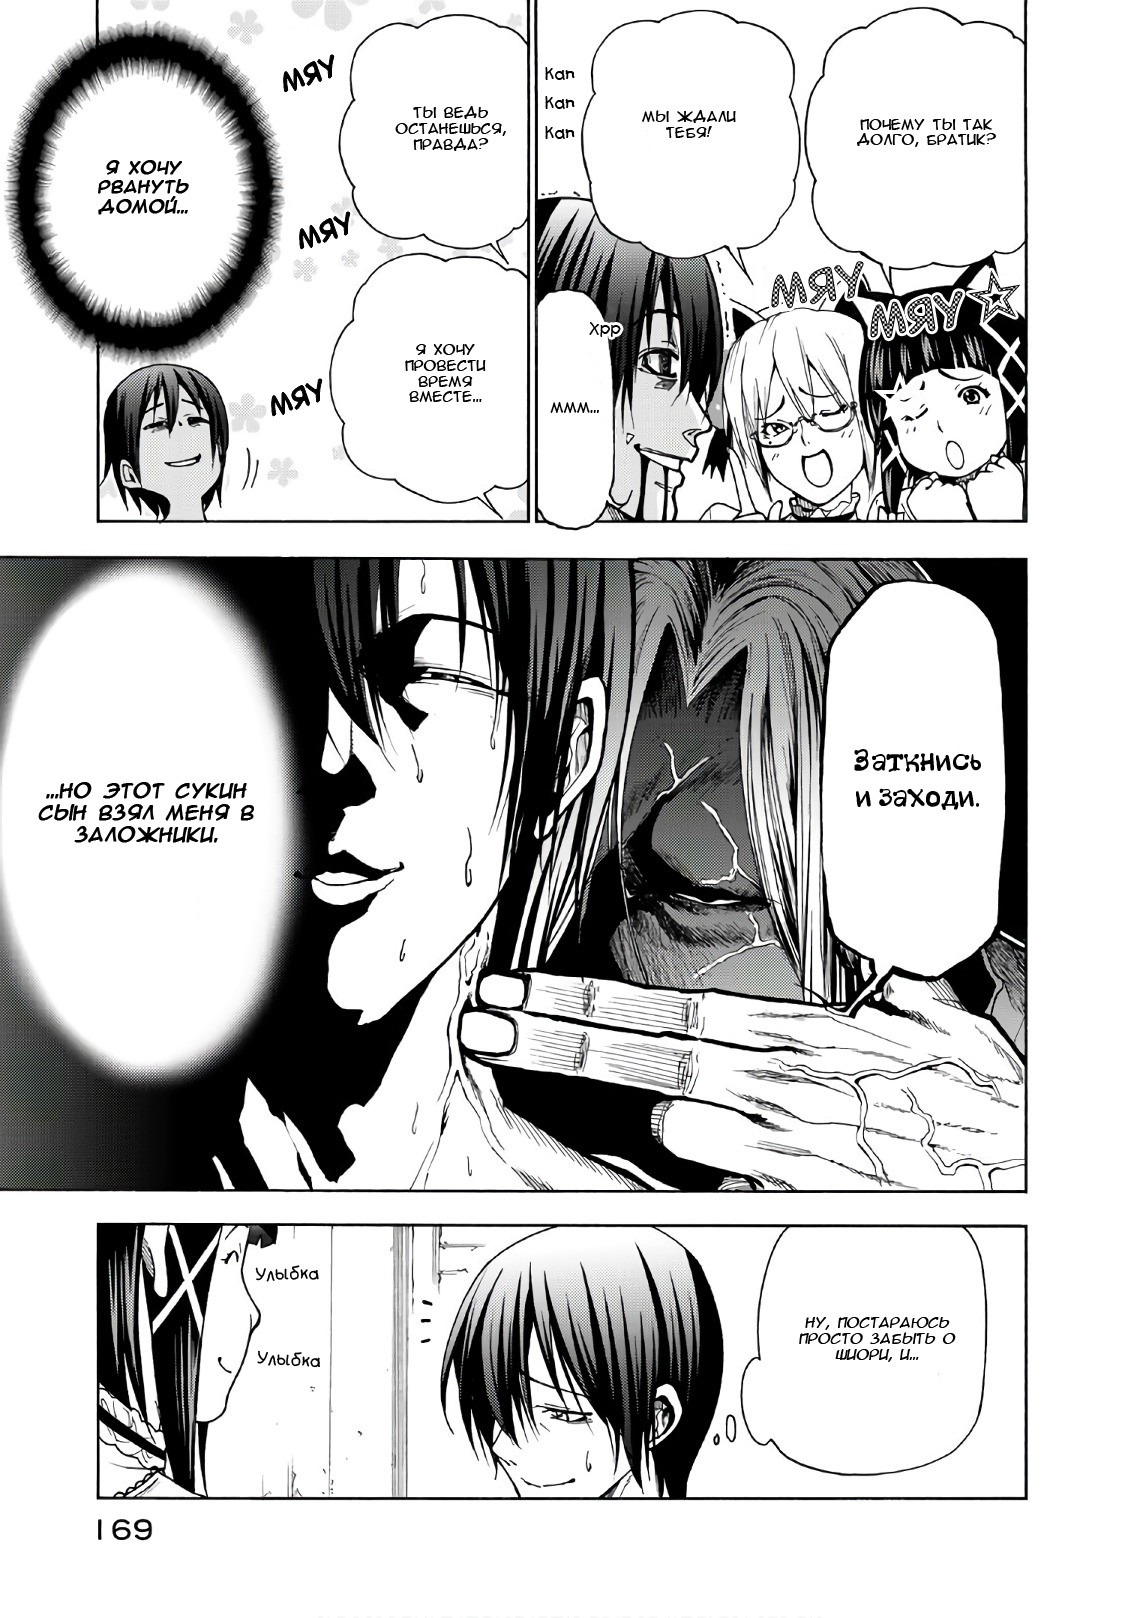 ПОЧЕМУ ТЫ ТАК
ДОЛГО, БРАТИК?
МЫ ЖДАЛИ
ТЕБЯ!
Кап
Кап
Кап
МЯУ
МЯУ
Хрр
МММ...
ТЫ ВЕДЬ
ОСТАНЕШЬСЯ,
ПРАВДА?
МЯУ
Я ХОЧУ
ПРОВЕСТИ
ВРЕМЯ
ВМЕСТЕ...
МЯУ
МЯУ
Я ХОЧУ
РВАНУТЬ
ДОМОЙ...
Заткнись
и заходи.
...НО ЭТОТ СУКИН
СЫН ВЗЯЛ МЕНЯ В
ЗАЛОЖНИКИ.
НУ, ПОСТАРАЮСЬ
ПРОСТО ЗАБЫТЬ О
ШИОРИ, И...
Улыбка
Улыбка
169